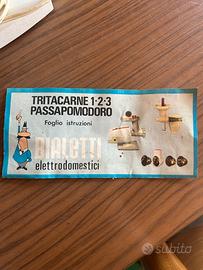 TRITACARNE 1·2·3
PASSAPOMODORO
Foglio istruzioni
BIALETTI
elettrodomestici
subito